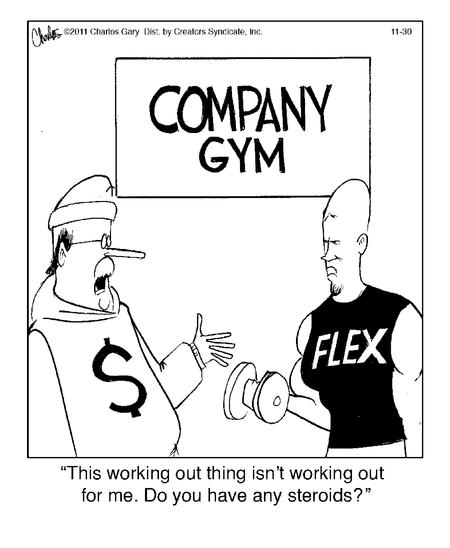 Charles ©2011 Charlos Gary Dist. by Creators Syndicate, Inc. 11-30
COMPANY
GYM
$
FLEX
“This working out thing isn’t working out
for me. Do you have any steroids?”